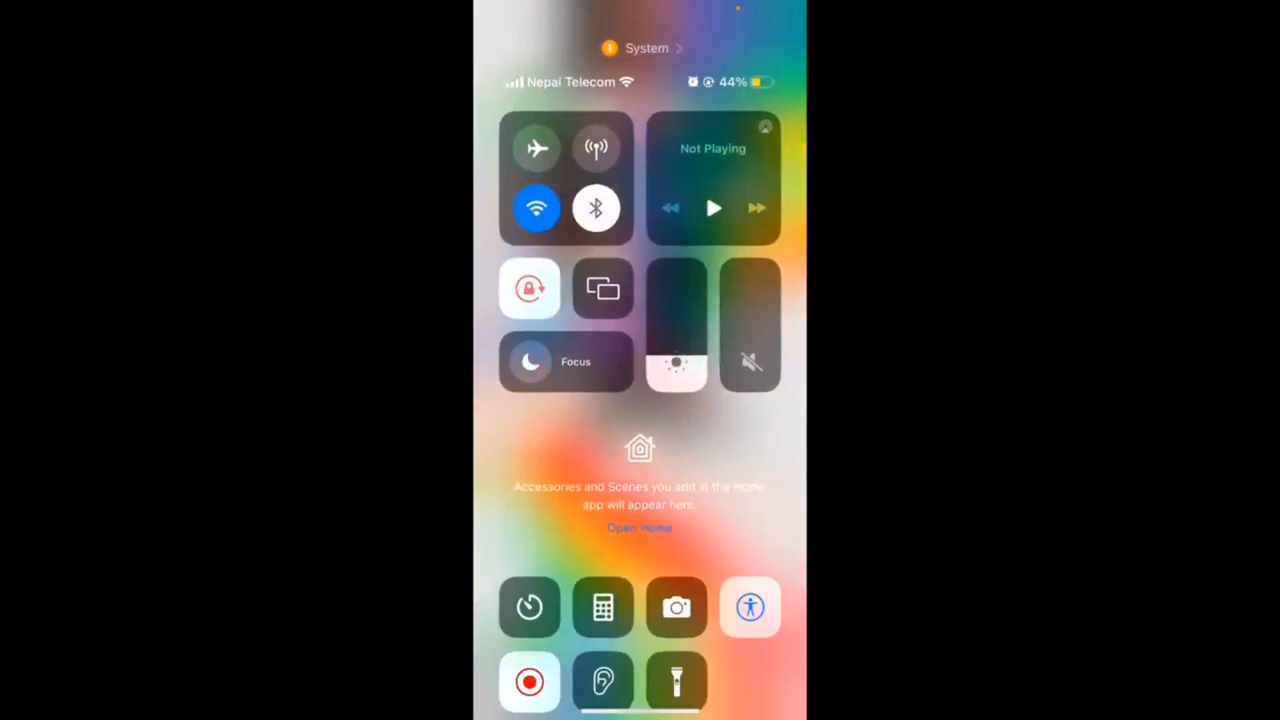 System
Nepal Telecom 44%
Not Playing
Focus
Accessories and Scenes you add in the Home
app will appear here.
Open Home